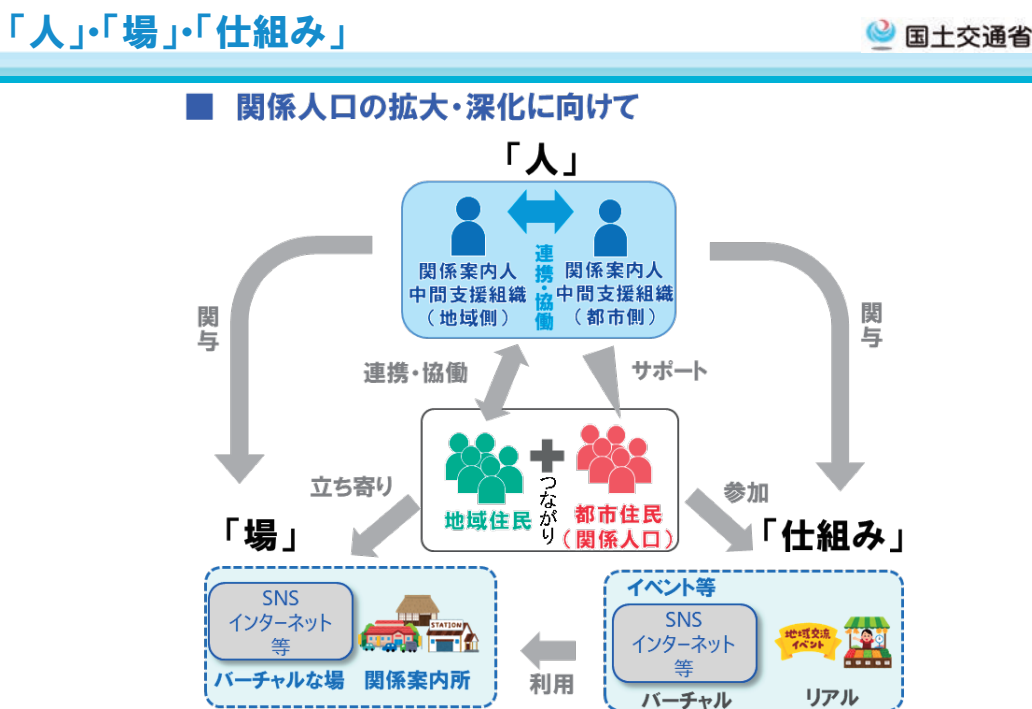 「人」・「場」・「仕組み」
国土交通省
■ 関係人口の拡大・深化に向けて
「人」
関係案内人
中間支援組織
(地域側)
連携・協働
関係案内人
中間支援組織
(都市側)
関与
関与
連携・協働
サポート
地域住民
つながり
都市住民
(関係人口)
立ち寄り
参加
「場」
「仕組み」
SNS
インターネット
等
STATION
バーチャルな場
関係案内所
利用
イベント等
SNS
インターネット
等
地域交流
イベント
バーチャル
リアル